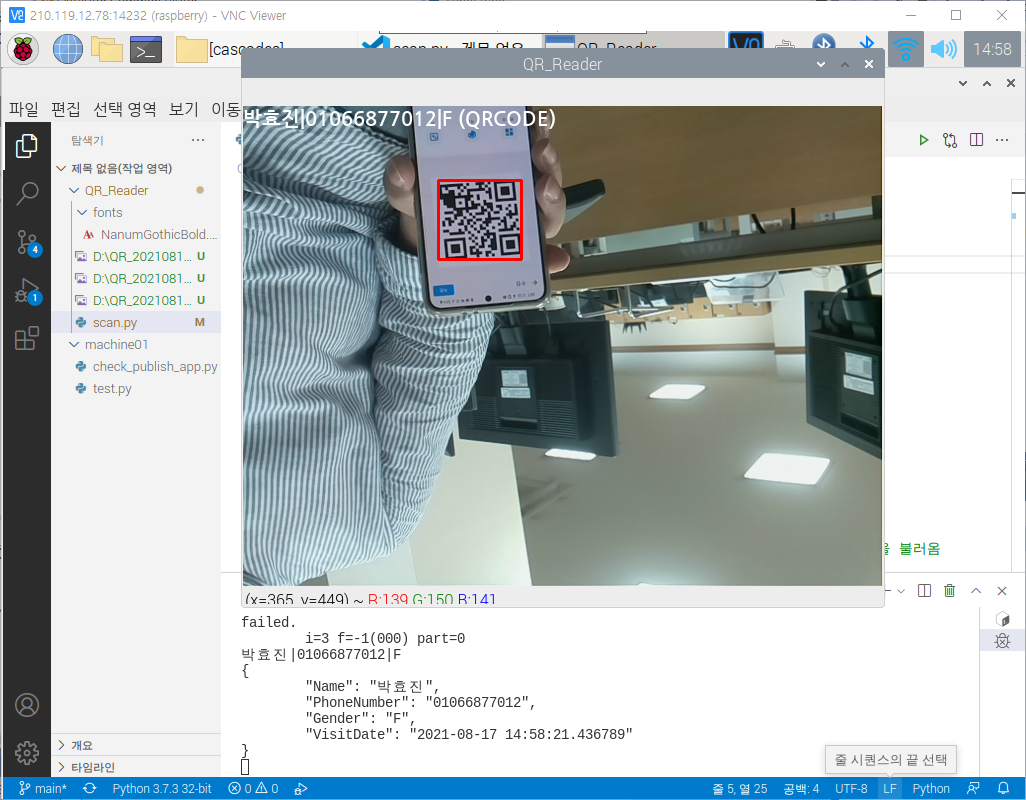 210.119.12.78:14232 (raspberry) - VNC Viewer
[cascades]
scan.py - 제목 없음
QR_Reader
14:58
QR_Reader
파일 편집 선택 영역 보기 이동
탐색기
제목 없음(작업 영역)
QR_Reader
fonts
NanumGothicBold....
D:\QR_2021081... U
D:\QR_2021081... U
D:\QR_2021081... U
scan.py M
machine01
check_publish_app.py
test.py
4
1
박효진|01066877012|F (QRCODE)
불러옴
(x=365, y=449) ~ R:139 G:150 B:141
failed.
i=3 f=-1(000) part=0
박효진|01066877012|F
{
"Name": "박효진",
"PhoneNumber": "01066877012",
"Gender": "F",
"VisitDate": "2021-08-17 14:58:21.436789"
}
개요
타임라인
줄 시퀀스의 끝 선택
main* Python 3.7.3 32-bit 0 0 줄 5, 열 25 공백: 4 UTF-8 LF Python